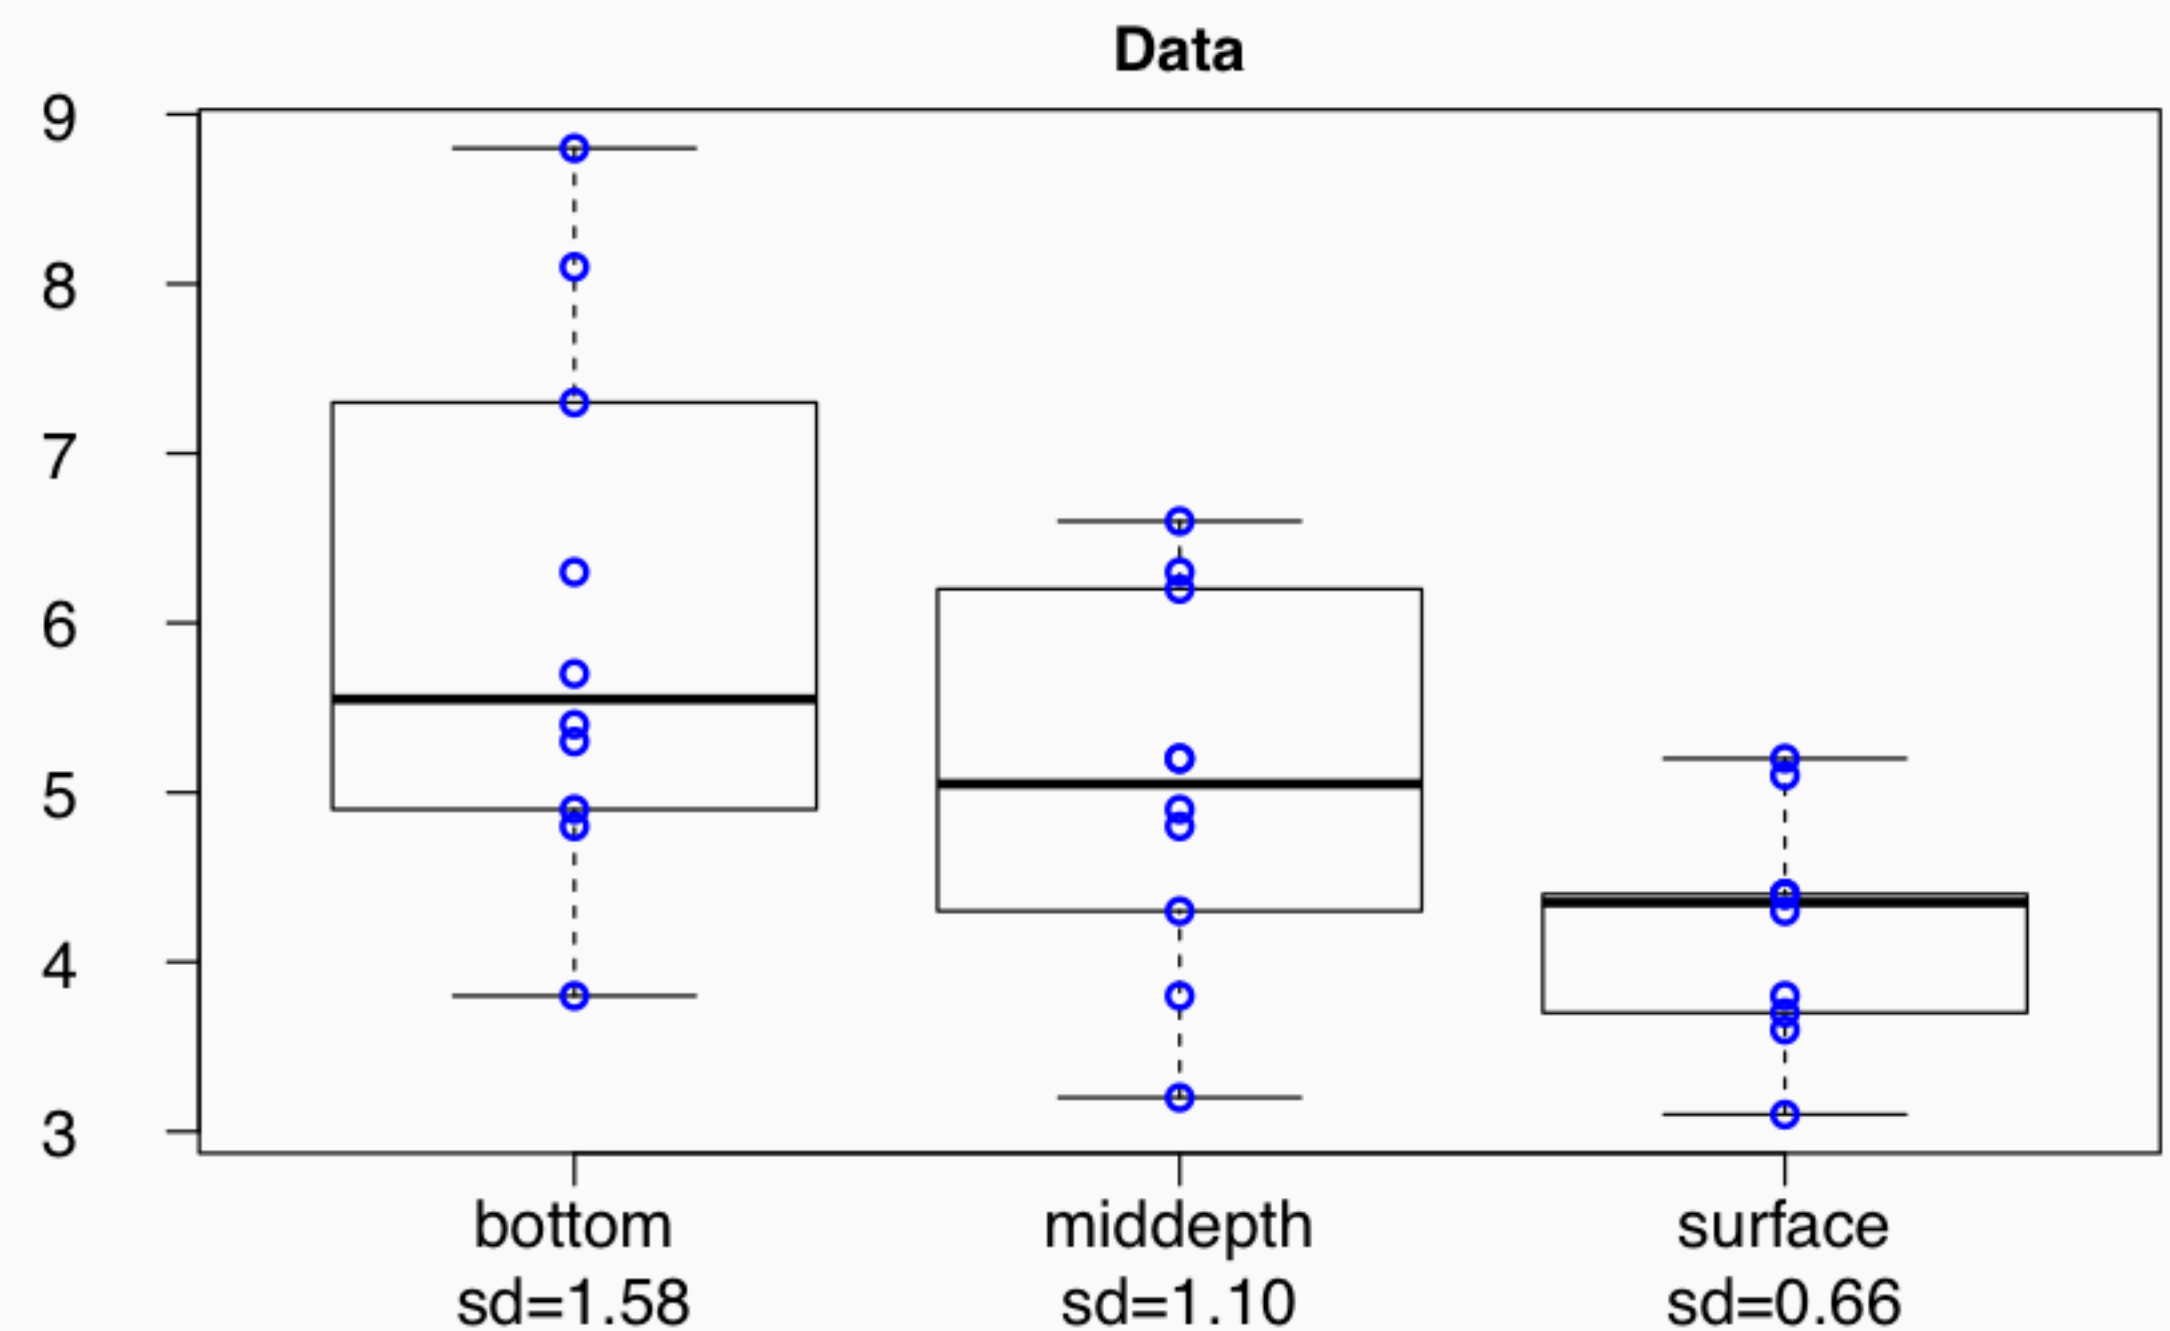 Data
9
8
7
6
5
4
3
bottom middepth surface
sd=1.58 sd=1.10 sd=0.66